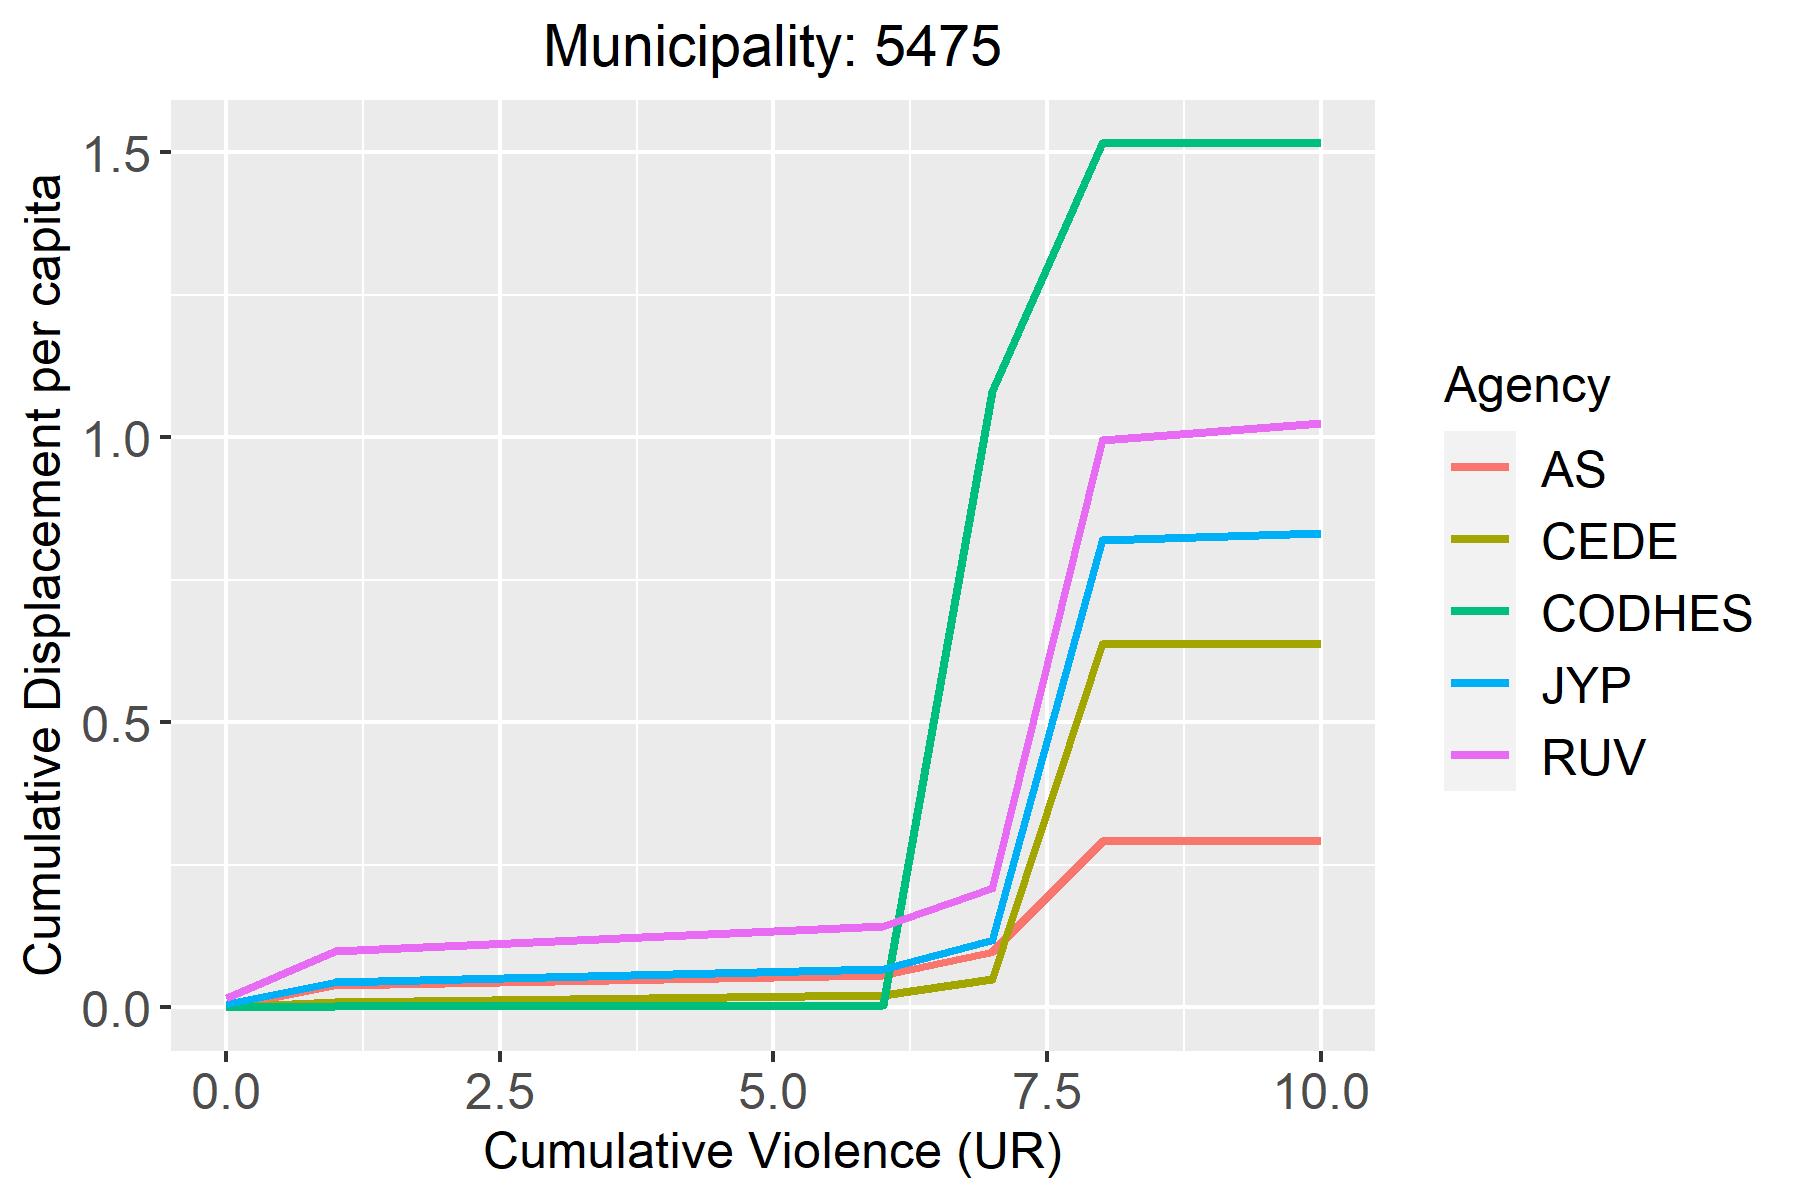 Municipality: 5475
Cumulative Displacement per capita
1.5
1.0
0.5
0.0
0.0 2.5 5.0 7.5 10.0
Cumulative Violence (UR)
Agency
AS
CEDE
CODHES
JYP
RUV